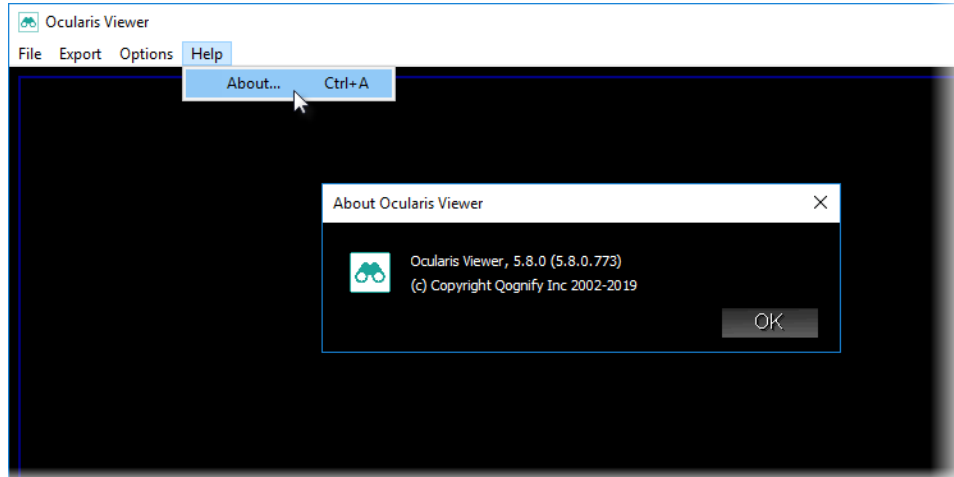 Ocularis Viewer
File Export Options Help
About... Ctrl+A
About Ocularis Viewer
Ocularis Viewer, 5.8.0 (5.8.0.773)
(c) Copyright Qognify Inc 2002-2019
OK